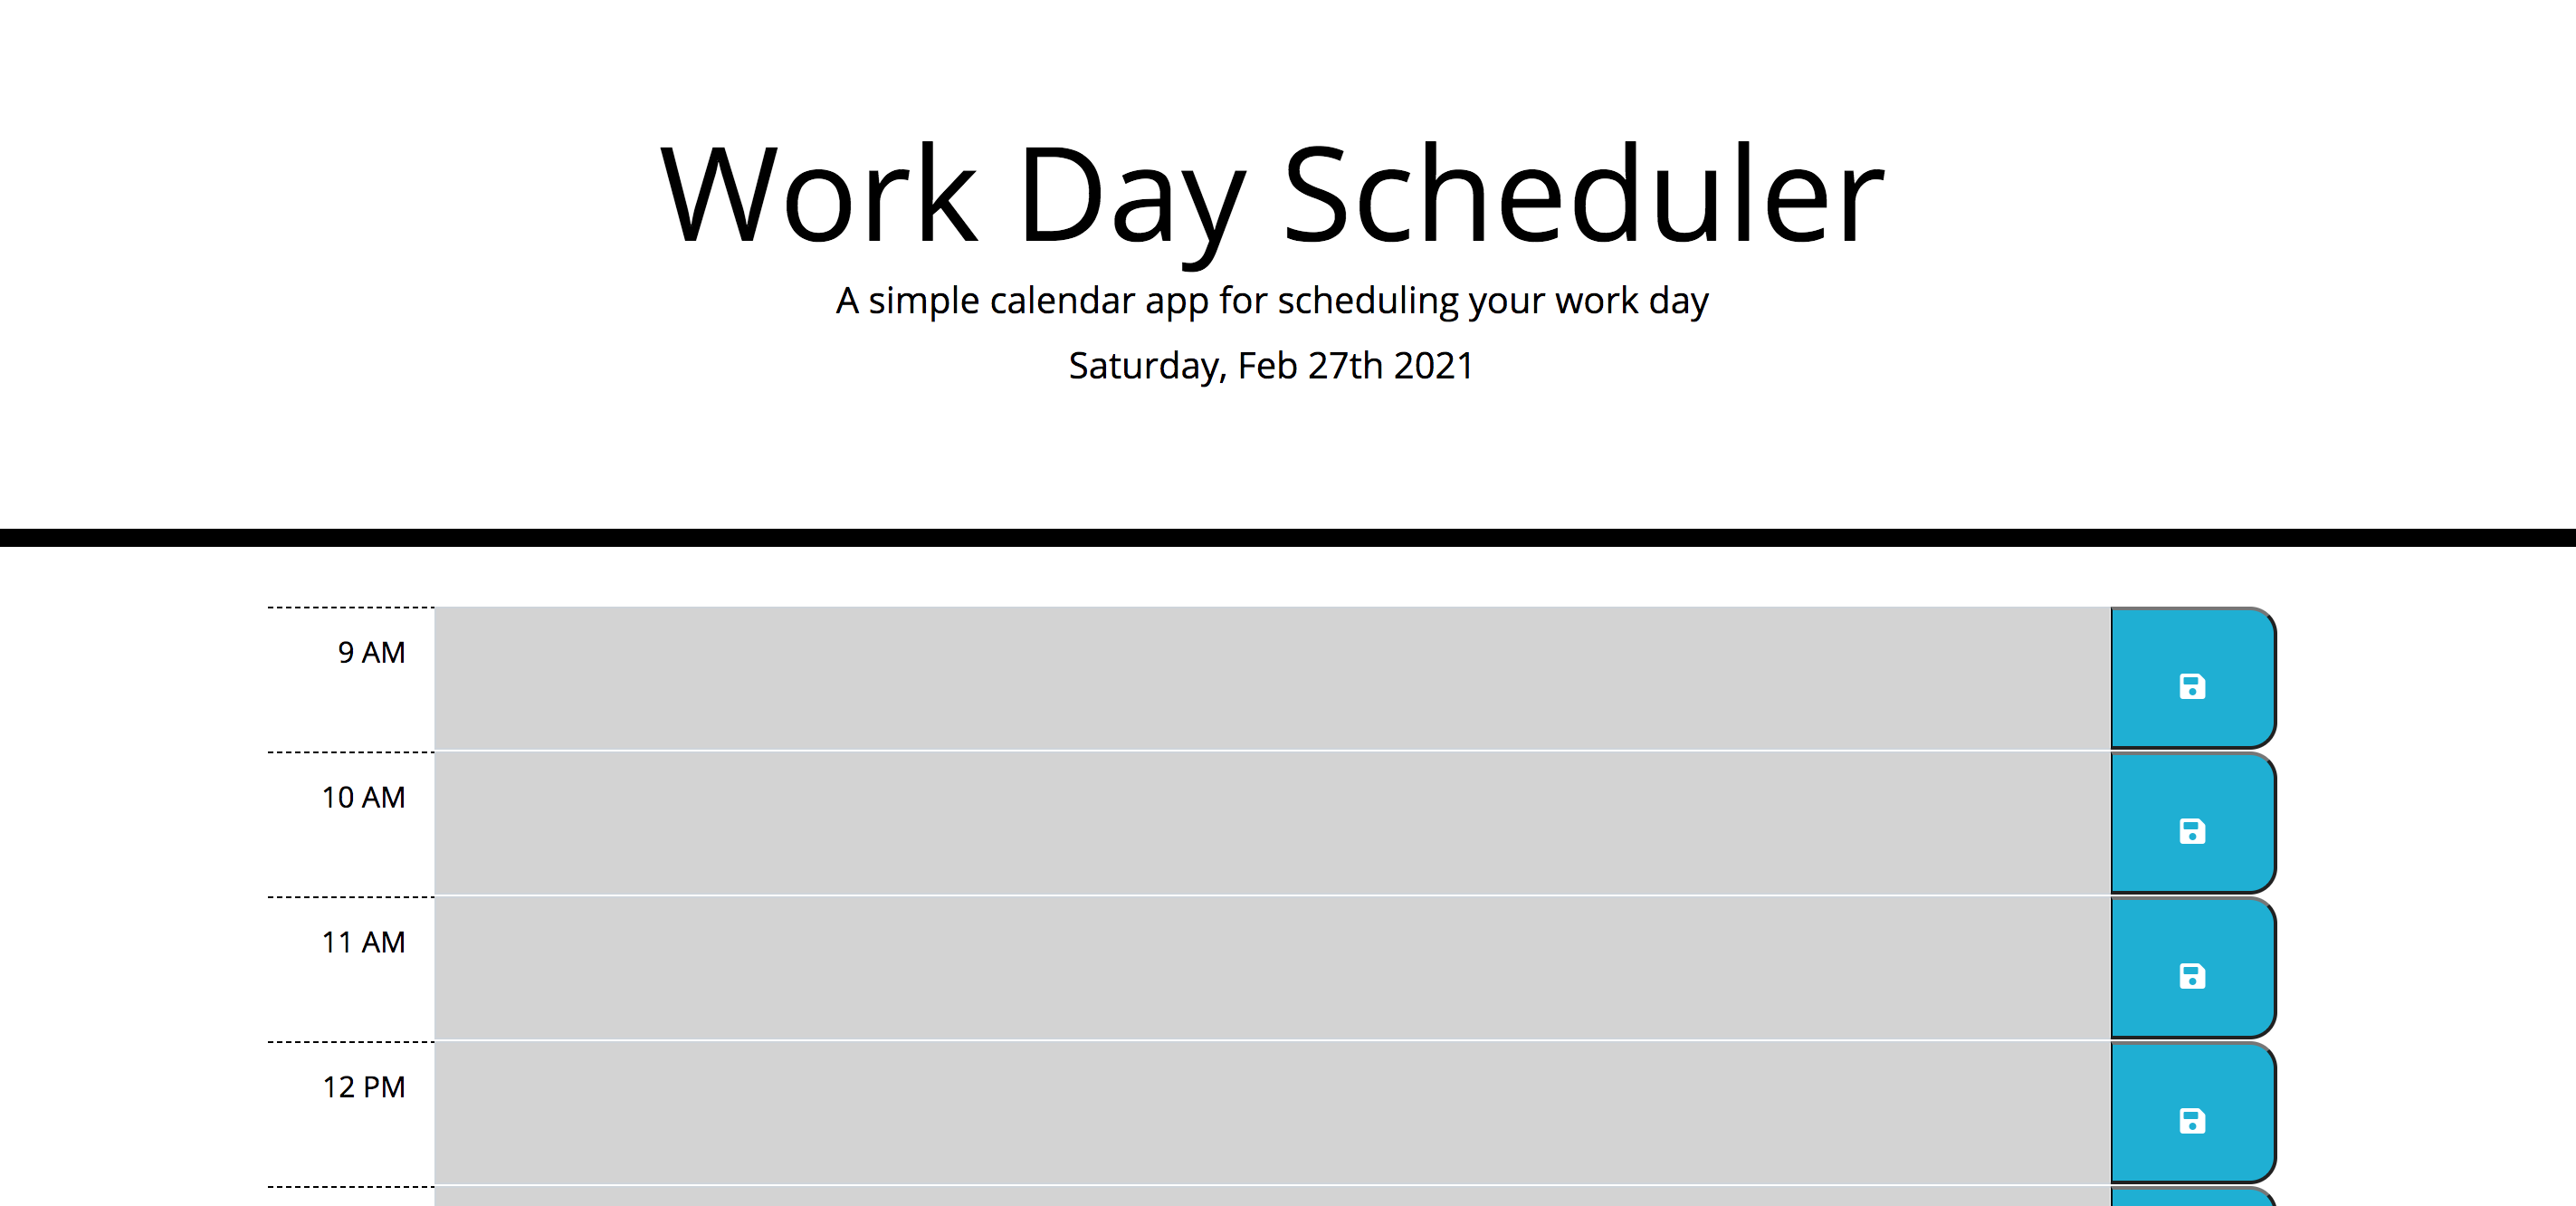 Work Day Scheduler
A simple calendar app for scheduling your work day
Saturday, Feb 27th 2021
9 AM
10 AM
11 AM
12 PM